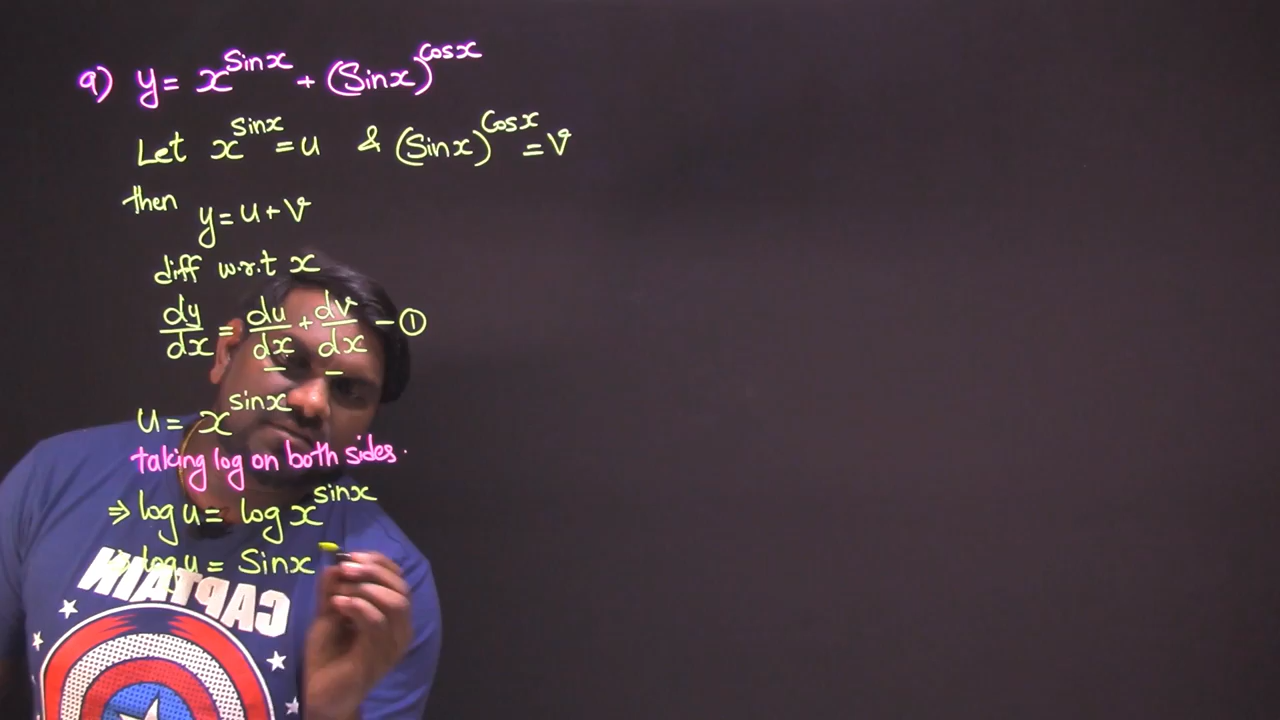 9) y = x^Sinx + (Sinx)^Cosx
Let x^Sinx = u & (Sinx)^Cosx = v
then y = u + v
diff w.r.t x
dy/dx = du/dx + dv/dx - ①
u = x^Sinx
taking log on both sides.
⇒ log u = log x^Sinx
⇒ log u = Sinx
CAPTAIN